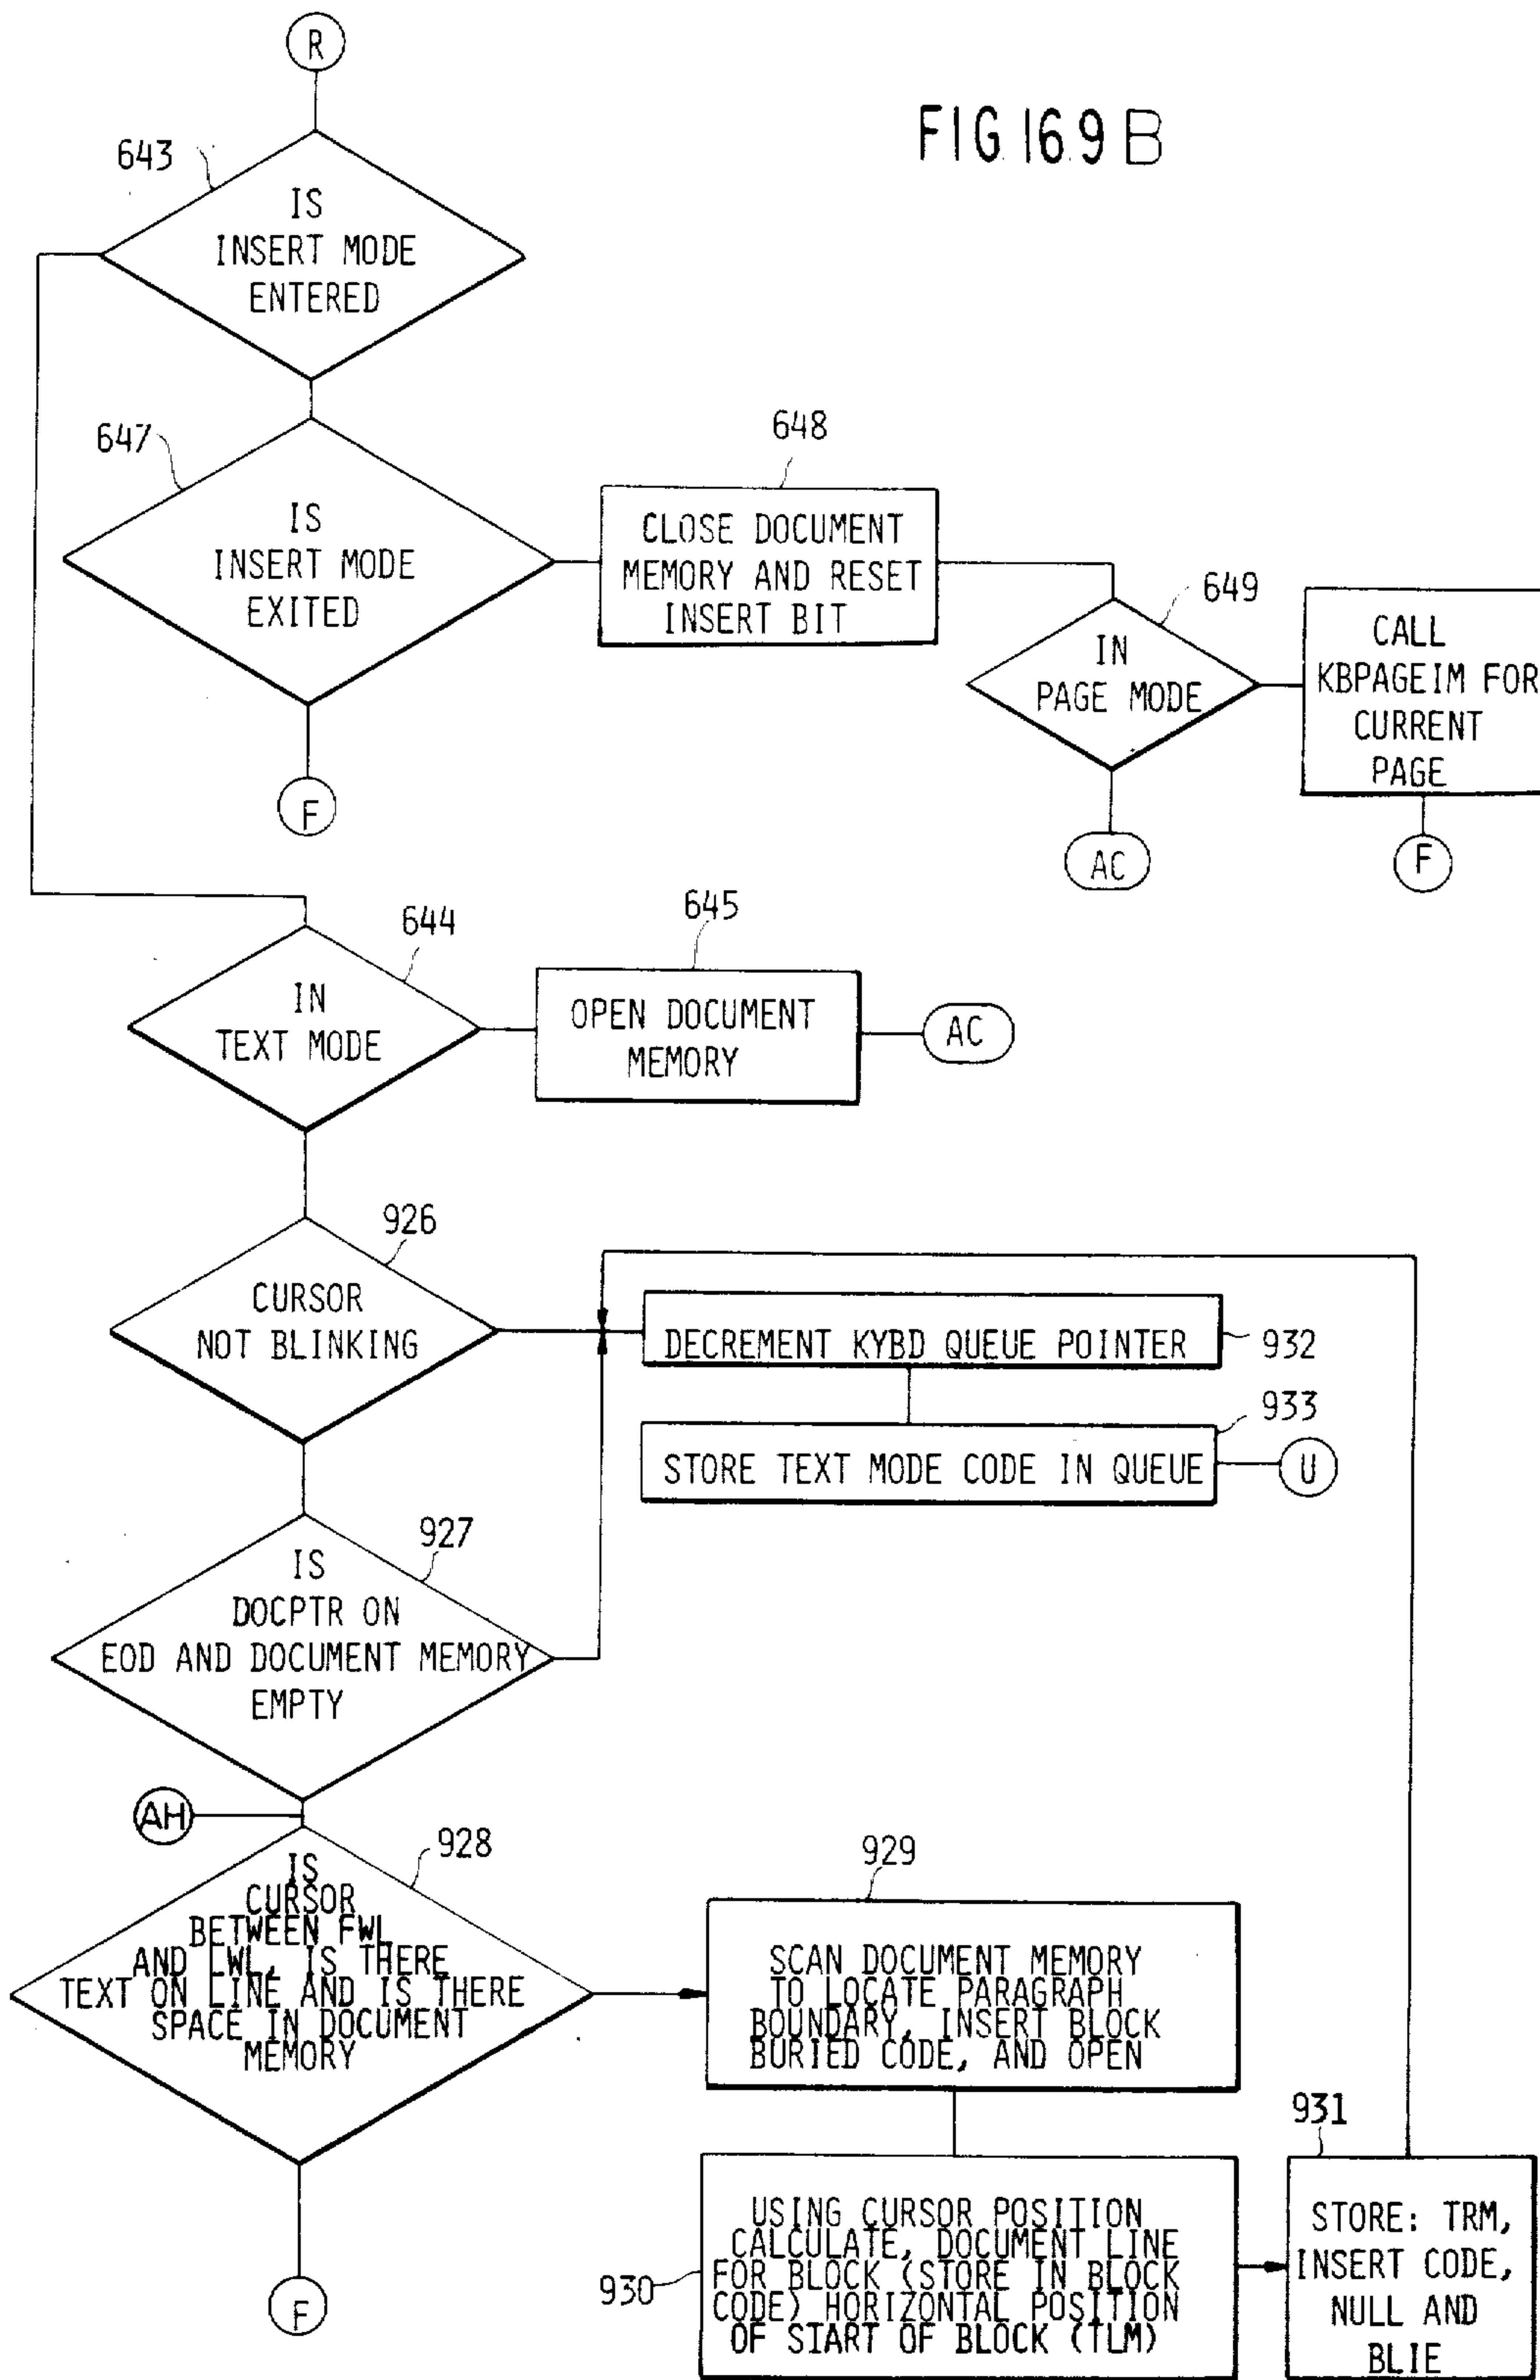 R
FIG 16.9 B
643
IS
INSERT MODE
ENTERED
647
IS
INSERT MODE
EXITED
F
648
CLOSE DOCUMENT
MEMORY AND RESET
INSERT BIT
649
IN
PAGE MODE
AC
CALL
KBPAGEIM FOR
CURRENT
PAGE
F
644
IN
TEXT MODE
645
OPEN DOCUMENT
MEMORY
AC
926
CURSOR
NOT BLINKING
DECREMENT KYBD QUEUE POINTER
932
933
STORE TEXT MODE CODE IN QUEUE
U
927
IS
DOCPTR ON
EOD AND DOCUMENT MEMORY
EMPTY
AH
928
IS
CURSOR
BETWEEN FWL
AND LWL, IS THERE
TEXT ON LINE AND IS THERE
SPACE IN DOCUMENT
MEMORY
F
929
SCAN DOCUMENT MEMORY
TO LOCATE PARAGRAPH
BOUNDARY, INSERT BLOCK
BURIED CODE, AND OPEN
930
USING CURSOR POSITION
CALCULATE, DOCUMENT LINE
FOR BLOCK (STORE IN BLOCK
CODE) HORIZONTAL POSITION
OF START OF BLOCK (TLM)
931
STORE: TRM,
INSERT CODE,
NULL AND
BLIE